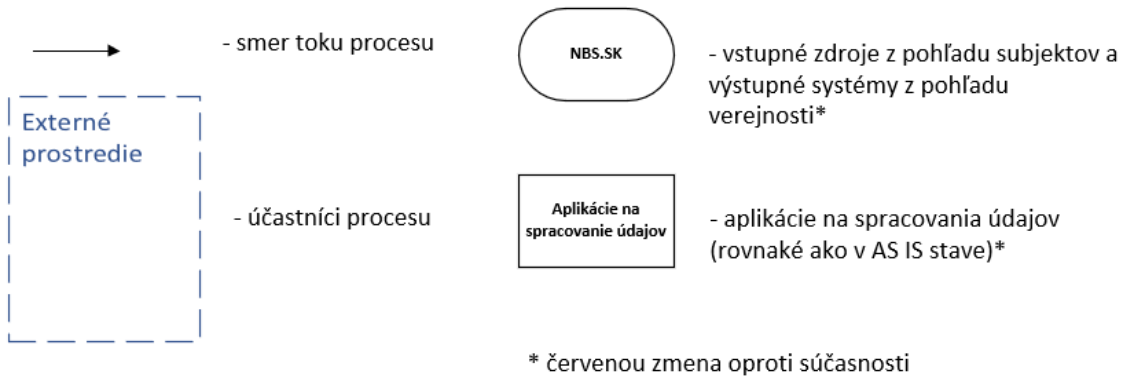 - smer toku procesu
NBS.SK
- vstupné zdroje z pohľadu subjektov a
výstupné systémy z pohľadu
verejnosti*
Externé
prostredie
- účastníci procesu
Aplikácie na
spracovanie údajov
- aplikácie na spracovania údajov
(rovnaké ako v AS IS stave)*
* červenou zmena oproti súčasnosti